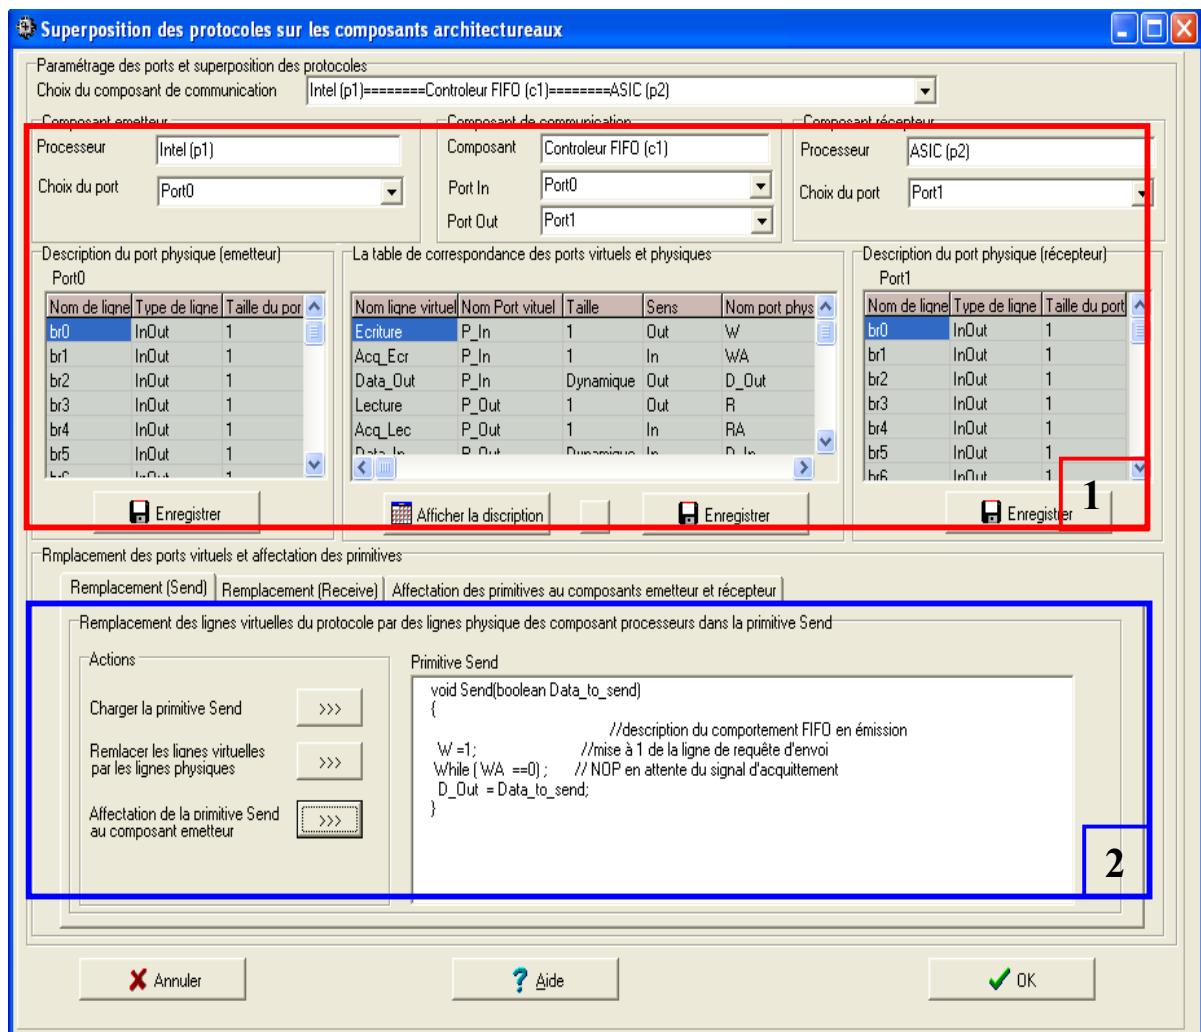 Superposition des protocoles sur les composants architectureaux
Paramétrage des ports et superposition des protocoles
Choix du composant de communication Intel (p1)========Controleur FIFO (c1)========ASIC (p2)
Composant emetteur
Processeur Intel (p1)
Choix du port Port0
Composant de communication
Composant Controleur FIFO (c1)
Port In Port0
Port Out Port1
Composant récepteur
Processeur ASIC (p2)
Choix du port Port1
Description du port physique (emetteur)
Port0
Nom de ligne Type de ligne Taille du por
br0 InOut 1
br1 InOut 1
br2 InOut 1
br3 InOut 1
br4 InOut 1
br5 InOut 1
br6 InOut 1
Enregistrer
La table de correspondance des ports virtuels et physiques
Nom ligne virtuel Nom Port vituel Taille Sens Nom port phys
Ecriture P_In 1 Out W
Acq_Ecr P_In 1 In WA
Data_Out P_In Dynamique Out D_Out
Lecture P_Out 1 Out R
Acq_Lec P_Out 1 In RA
Data_In P_Out Dynamique In D_In
Afficher la discription Enregistrer
Description du port physique (récepteur)
Port1
Nom de ligne Type de ligne Taille du port
br0 InOut 1
br1 InOut 1
br2 InOut 1
br3 InOut 1
br4 InOut 1
br5 InOut 1
br6 InOut 1
Enregistrer
1
Rmplacement des ports virtuels et affectation des primitives
Remplacement (Send) Remplacement (Receive) Affectation des primitives au composants emetteur et récepteur
Remplacement des lignes virtuelles du protocole par des lignes physique des composant processeurs dans la primitive Send
Actions
Charger la primitive Send >>>
Remlacer les lignes virtuelles
par les lignes physiques >>>
Affectation de la primitive Send
au composant emetteur >>>
Primitive Send
void Send(boolean Data_to_send)
{
//description du comportement FIFO en émission
W =1; //mise à 1 de la ligne de requête d'envoi
While ( WA ==0) ; // NOP en attente du signal d'acquittement
D_Out = Data_to_send;
}
2
Annuler
Aide
OK